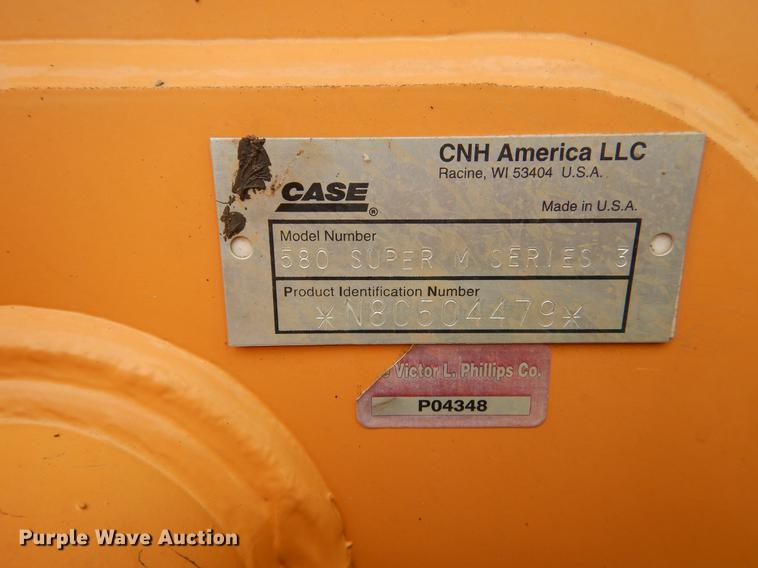 CNH America LLC
Racine, WI 53404 U.S.A.
CASE®
Made in U.S.A.
Model Number
580 SUPER M SERIES 3
Product Identification Number
*N8C504479*
Victor L. Phillips Co.
P04348
Purple Wave Auction